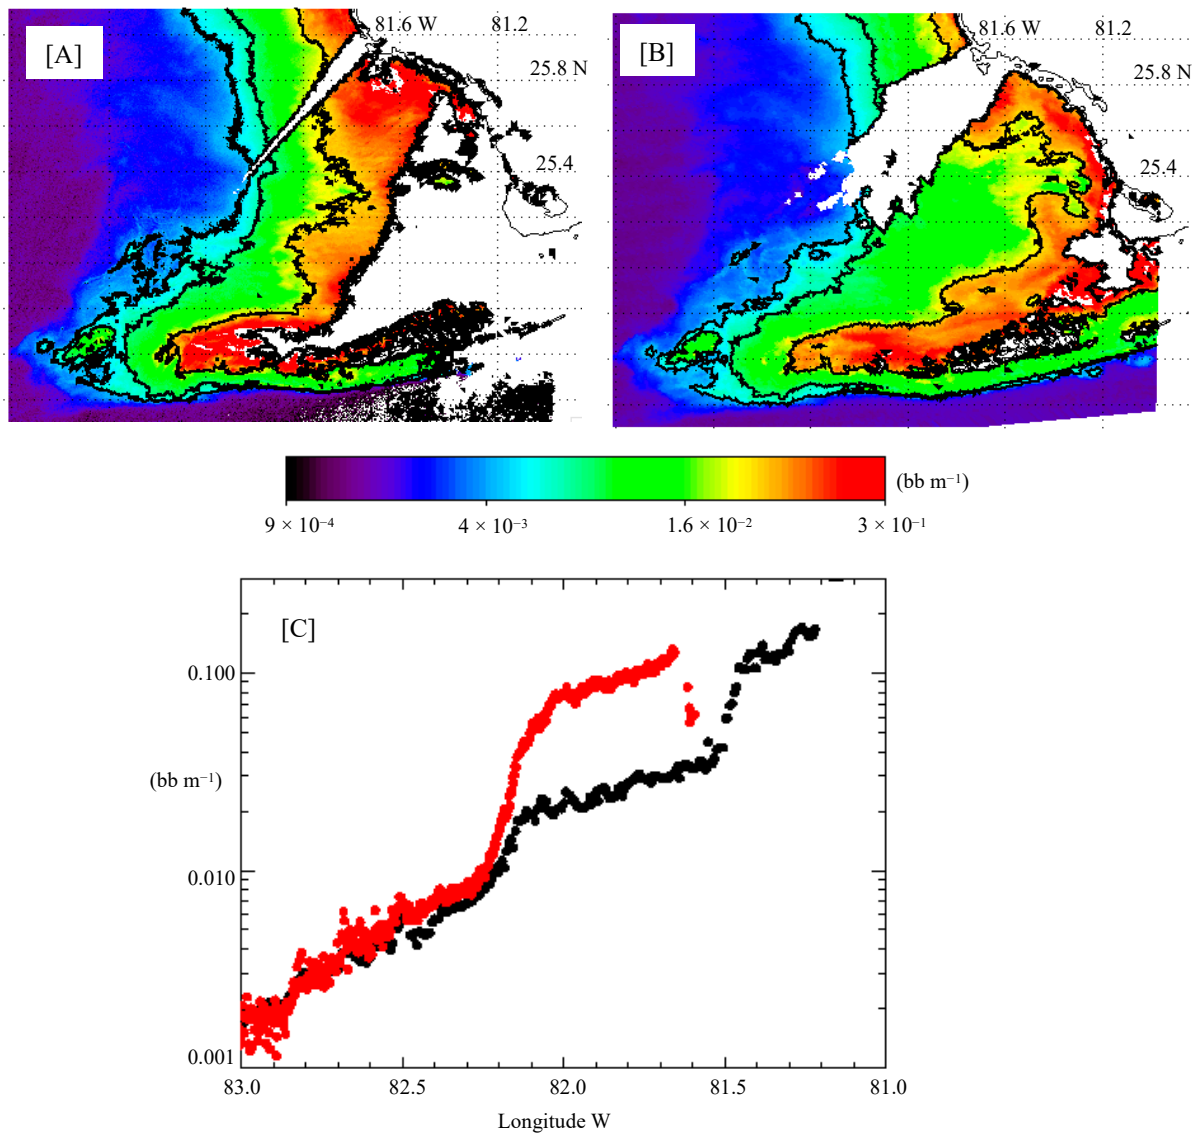 [A]
81.6 W
81.2
25.8 N
25.4
[B]
81.6 W
81.2
25.8 N
25.4
(bb m⁻¹)
9 × 10⁻⁴
4 × 10⁻³
1.6 × 10⁻²
3 × 10⁻¹
[C]
0.100
(bb m⁻¹)
0.010
0.001
83.0
82.5
82.0
81.5
81.0
Longitude W